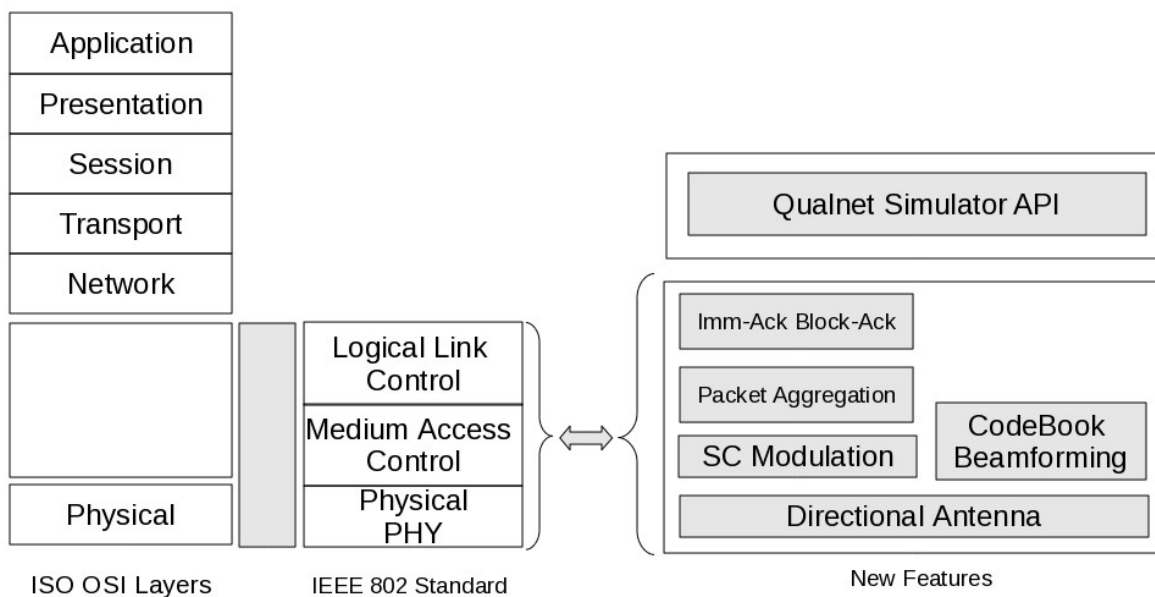 Application
Presentation
Session
Transport
Network
Physical
ISO OSI Layers
Logical Link
Control
Medium Access
Control
Physical
PHY
IEEE 802 Standard
Qualnet Simulator API
Imm-Ack Block-Ack
Packet Aggregation
SC Modulation
CodeBook
Beamforming
Directional Antenna
New Features